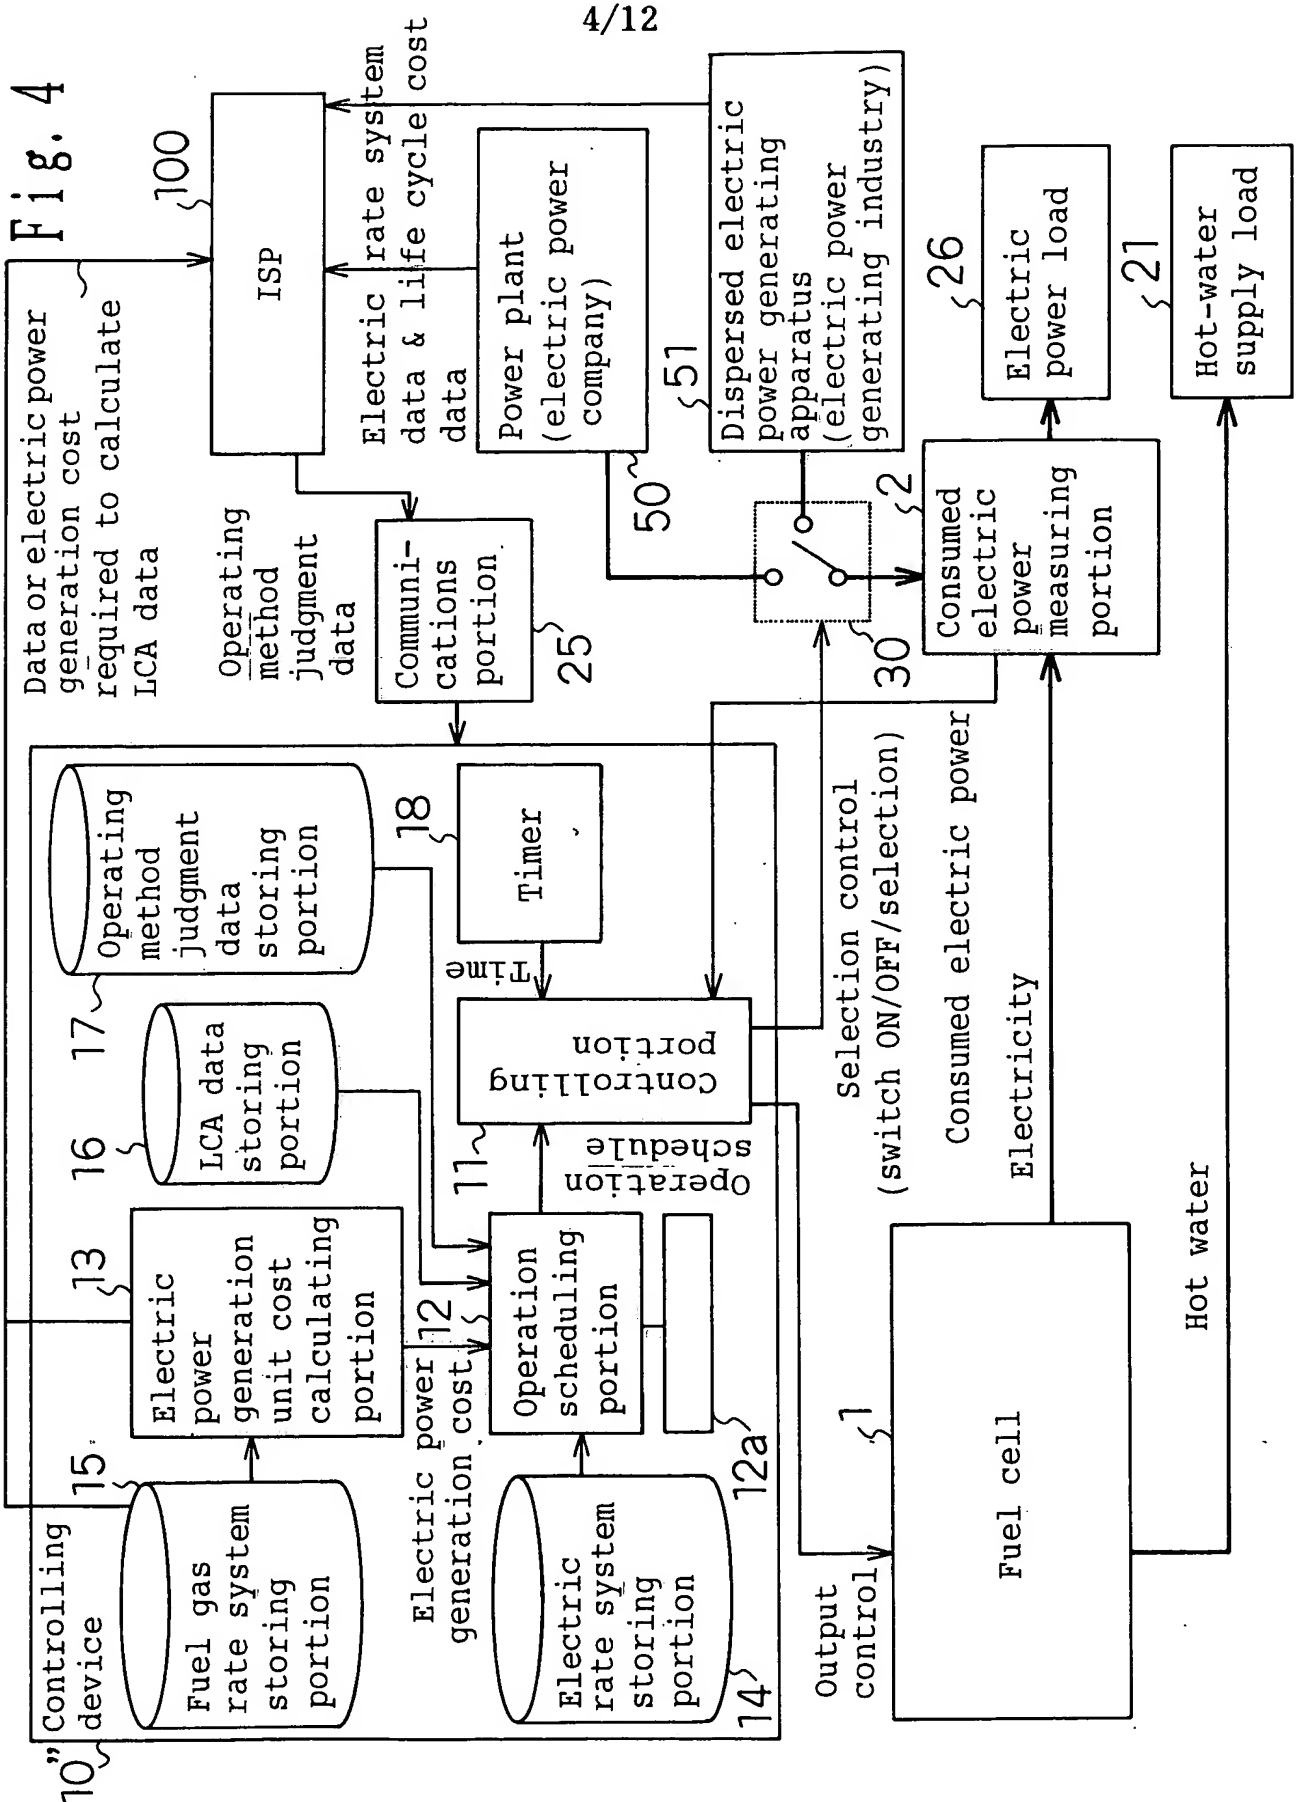 4/12
Fig. 4
Data or electric power
generation cost
required to calculate
LCA data
100
ISP
Electric rate system
data & life cycle cost
data
Operating
method
judgment
data
Communi-
cations
portion
25
Power plant
(electric power
company)
50
51
Dispersed electric
power generating
apparatus
(electric power
generating industry)
30
2
Consumed
electric
power
measuring
portion
26
Electric
power load
21
Hot-water
supply load
10"
Controlling
device
15
Fuel gas
rate system
storing
portion
13
Electric
power
generation
unit cost
calculating
portion
16
LCA data
storing
portion
17
Operating
method
judgment
data
storing
portion
18
Timer
Time
11
Controlling
portion
Operation
schedule
12
Operation
scheduling
portion
12a
Electric power
generation cost
14
Electric
rate system
storing
portion
Selection control
(switch ON/OFF/selection)
Consumed electric power
Electricity
Output
control
1
Fuel cell
Hot water